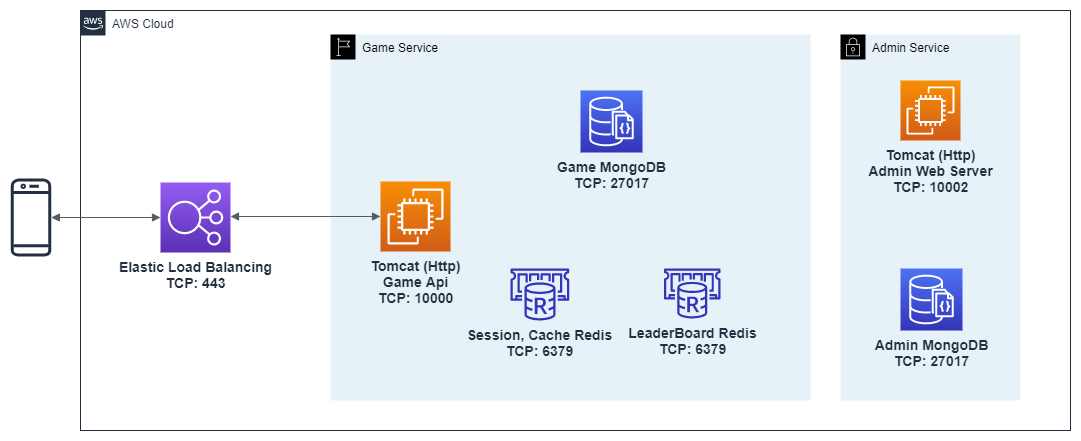 aws
AWS Cloud
Game Service
Admin Service
Game MongoDB
TCP: 27017
Tomcat (Http)
Admin Web Server
TCP: 10002
Elastic Load Balancing
TCP: 443
Tomcat (Http)
Game Api
TCP: 10000
R
Session, Cache Redis
TCP: 6379
R
LeaderBoard Redis
TCP: 6379
Admin MongoDB
TCP: 27017